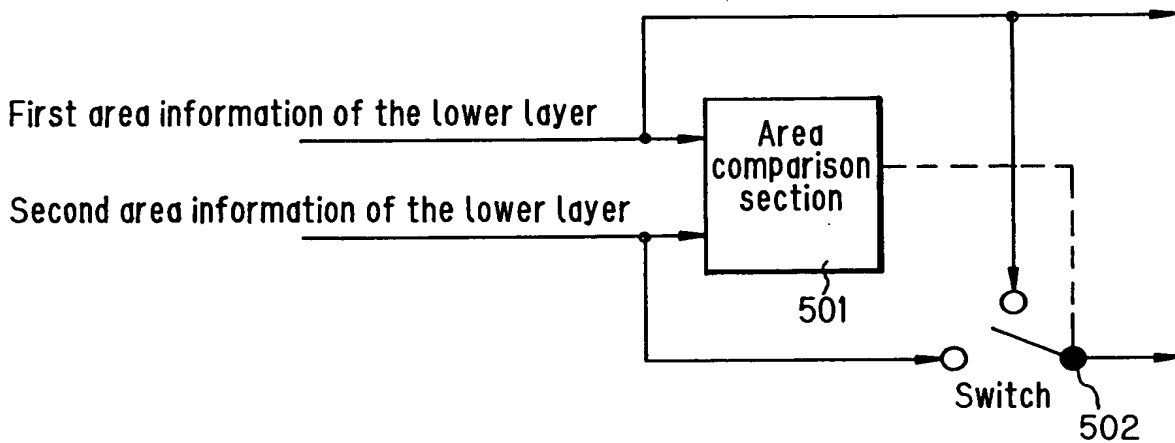 First area information of the lower layer
Area
comparison
section
Second area information of the lower layer
501
Switch
502